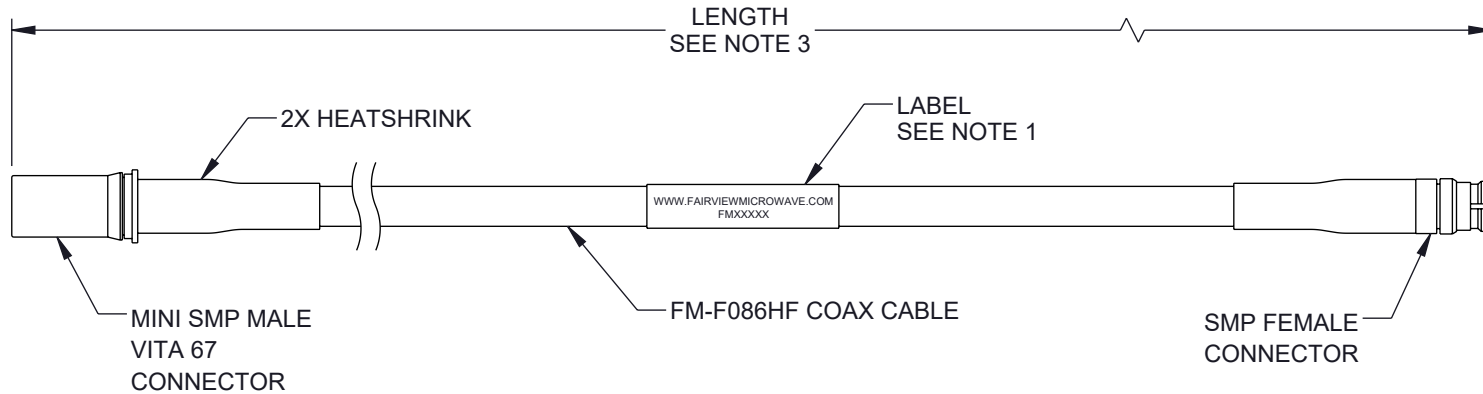 LENGTH
SEE NOTE 3
2X HEATSHRINK
LABEL
SEE NOTE 1
WWW.FAIRVIEWMICROWAVE.COM
FMXXXXX
MINI SMP MALE
VITA 67
CONNECTOR
FM-F086HF COAX CABLE
SMP FEMALE
CONNECTOR